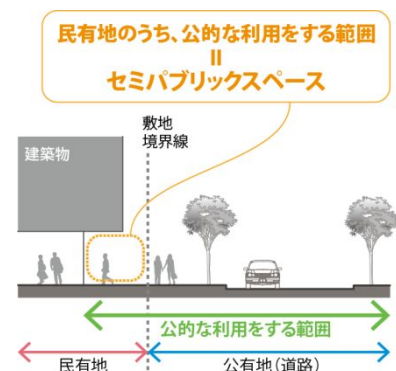 民有地のうち、公的な利用をする範囲
=
セミパブリックスペース
敷地
境界線
建築物
公的な利用をする範囲
民有地
公有地（道路）